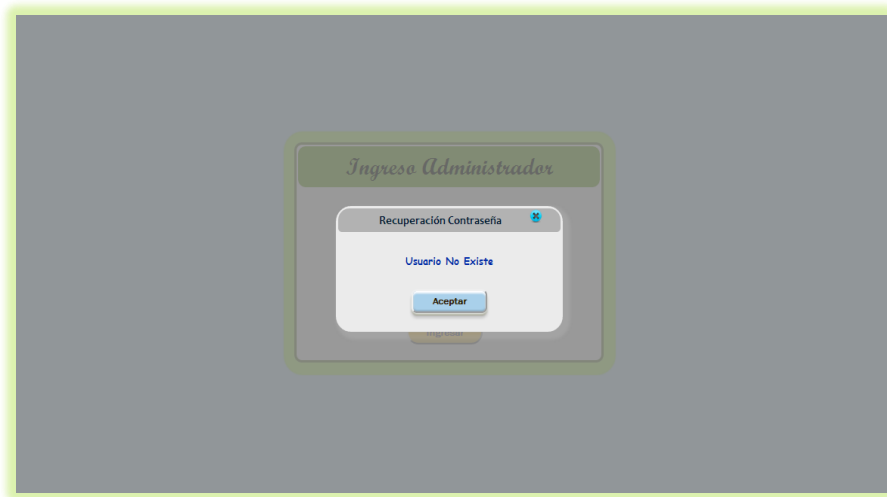 Ingreso Administrador
Recuperación Contraseña
Usuario No Existe
Aceptar